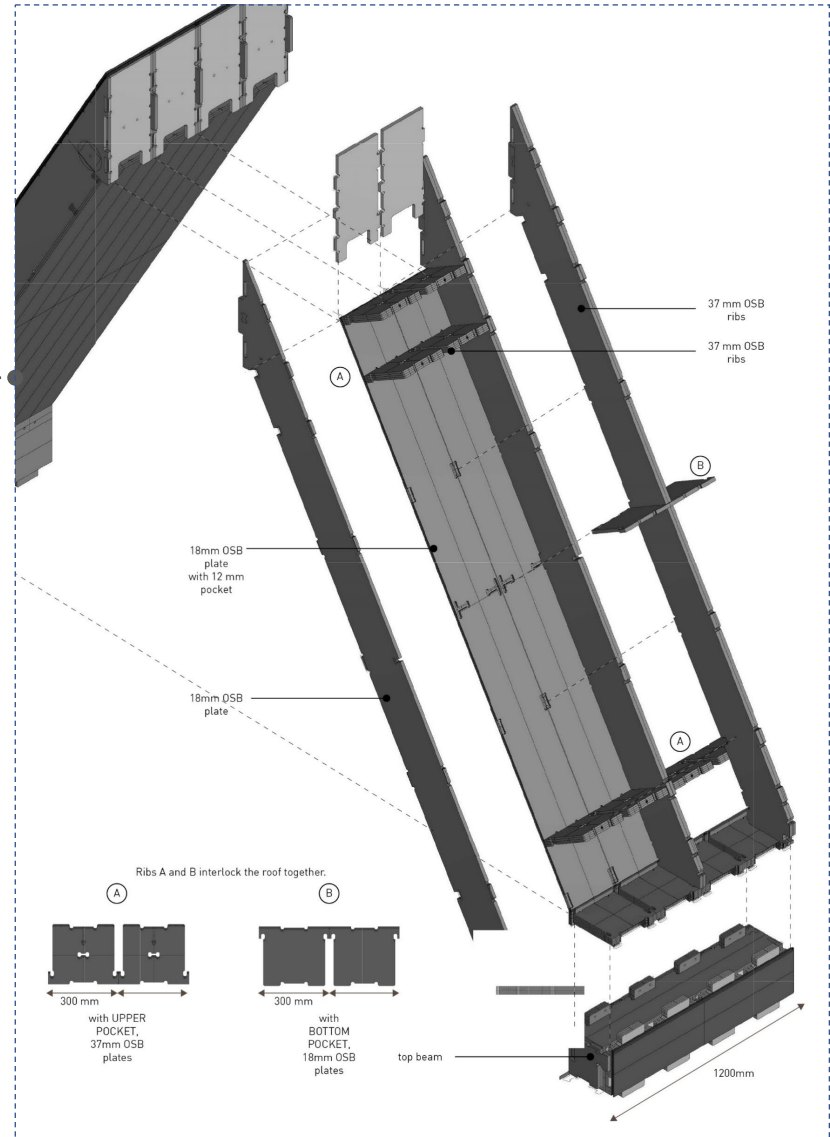 37 mm OSB
ribs
37 mm OSB
ribs
A
B
18mm OSB
plate
with 12 mm
pocket
18mm OSB
plate
A
Ribs A and B interlock the roof together.
A
B
300 mm
300 mm
with UPPER
POCKET,
37mm OSB
plates
with
BOTTOM
POCKET,
18mm OSB
plates
top beam
1200mm